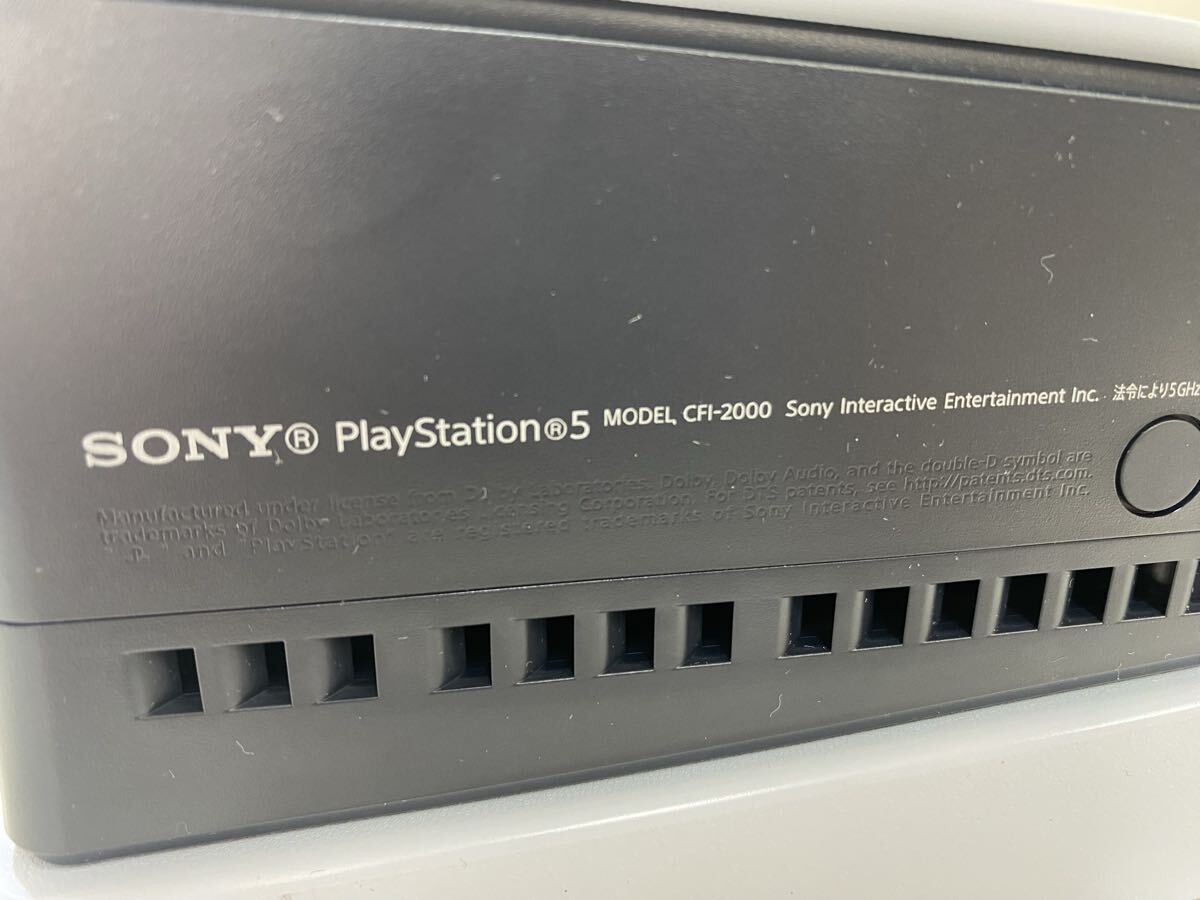 SONY® PlayStation®5 MODEL CFI-2000 Sony Interactive Entertainment Inc. 法令により5GHz
Manufactured under license from Dolby Laboratories. Dolby, Dolby Audio, and the double-D symbol are
trademarks of Dolby Laboratories Licensing Corporation. For DTS patents, see http://patents.dts.com.
" " and "PlayStation" are registered trademarks of Sony Interactive Entertainment Inc.